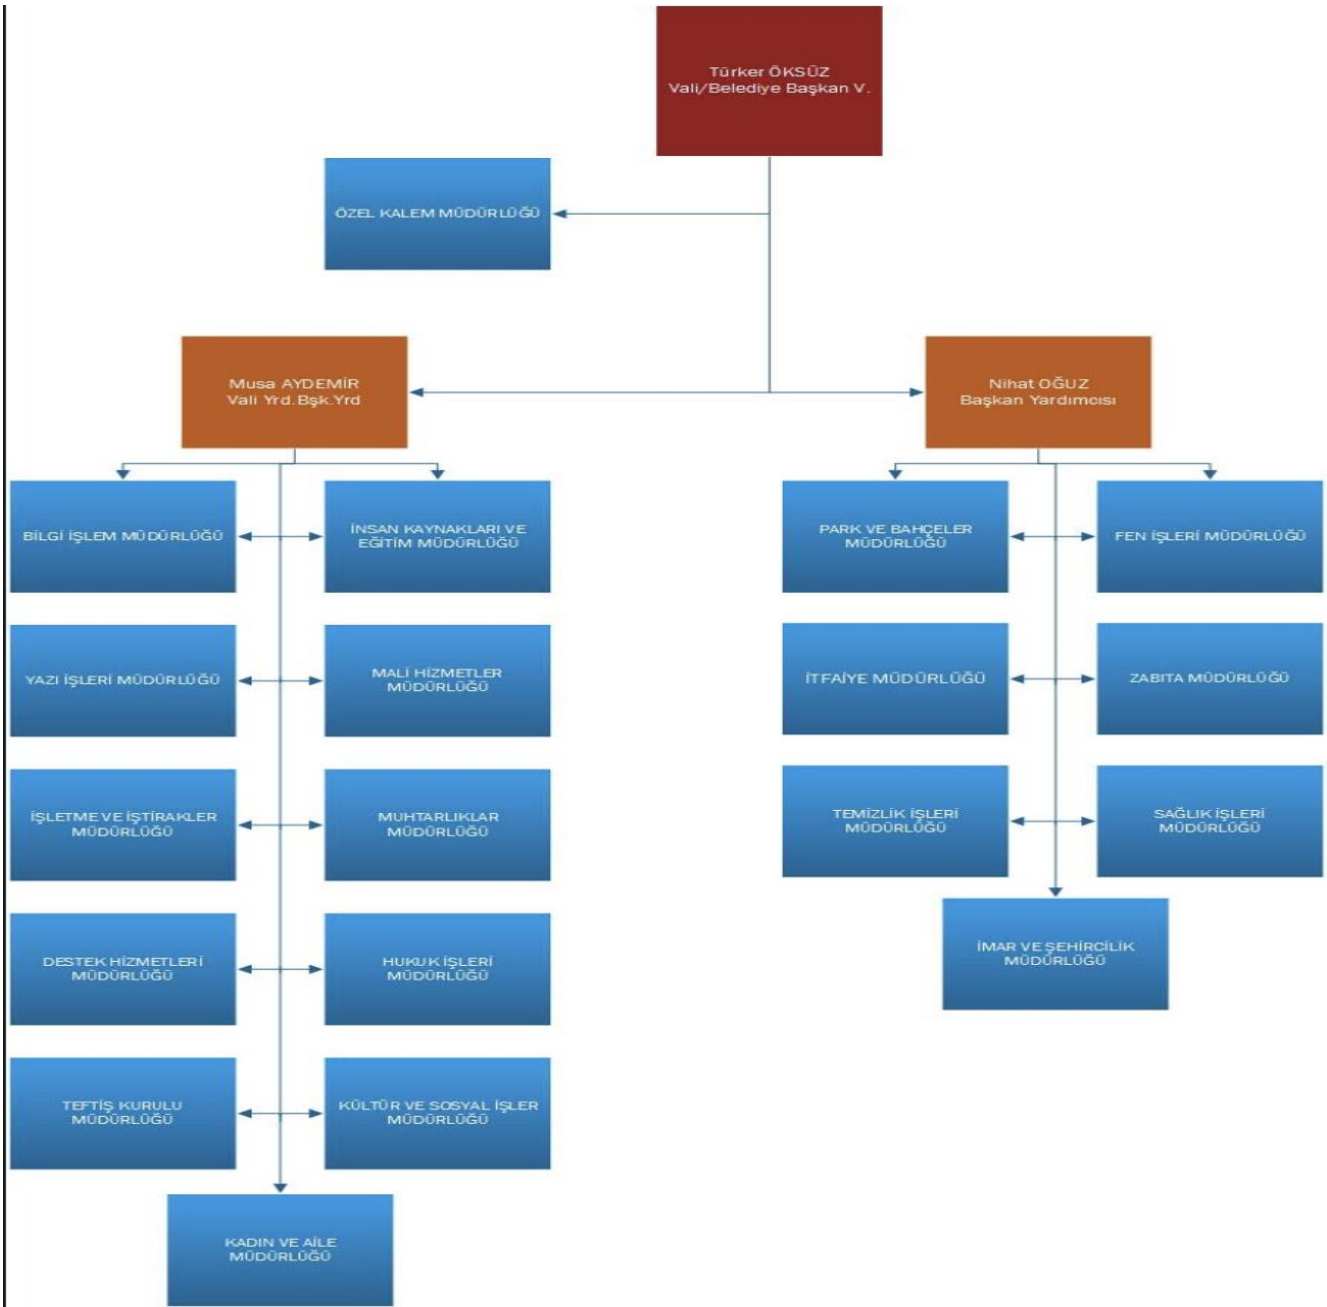 Türker ÖKSÜZ
Vali/Belediye Başkan V.
ÖZEL KALEM MÜDÜRLÜĞÜ
Musa AYDEMİR
Vali Yrd.Bşk.Yrd
Nihat OĞUZ
Başkan Yardımcısı
BİLGİ İŞLEM MÜDÜRLÜĞÜ
İNSAN KAYNAKLARI VE
EĞİTİM MÜDÜRLÜĞÜ
PARK VE BAHÇELER
MÜDÜRLÜĞÜ
FEN İŞLERİ MÜDÜRLÜĞÜ
YAZI İŞLERİ MÜDÜRLÜĞÜ
MALİ HİZMETLER
MÜDÜRLÜĞÜ
İTFAİYE MÜDÜRLÜĞÜ
ZABITA MÜDÜRLÜĞÜ
İŞLETME VE İŞTİRAKLER
MÜDÜRLÜĞÜ
MUHTARLIKLAR
MÜDÜRLÜĞÜ
TEMİZLİK İŞLERİ
MÜDÜRLÜĞÜ
SAĞLIK İŞLERİ
MÜDÜRLÜĞÜ
DESTEK HİZMETLERİ
MÜDÜRLÜĞÜ
HUKUK İŞLERİ
MÜDÜRLÜĞÜ
İMAR VE ŞEHİRCİLİK
MÜDÜRLÜĞÜ
TEFTİŞ KURULU
MÜDÜRLÜĞÜ
KÜLTÜR VE SOSYAL İŞLER
MÜDÜRLÜĞÜ
KADIN VE AİLE
MÜDÜRLÜĞÜ